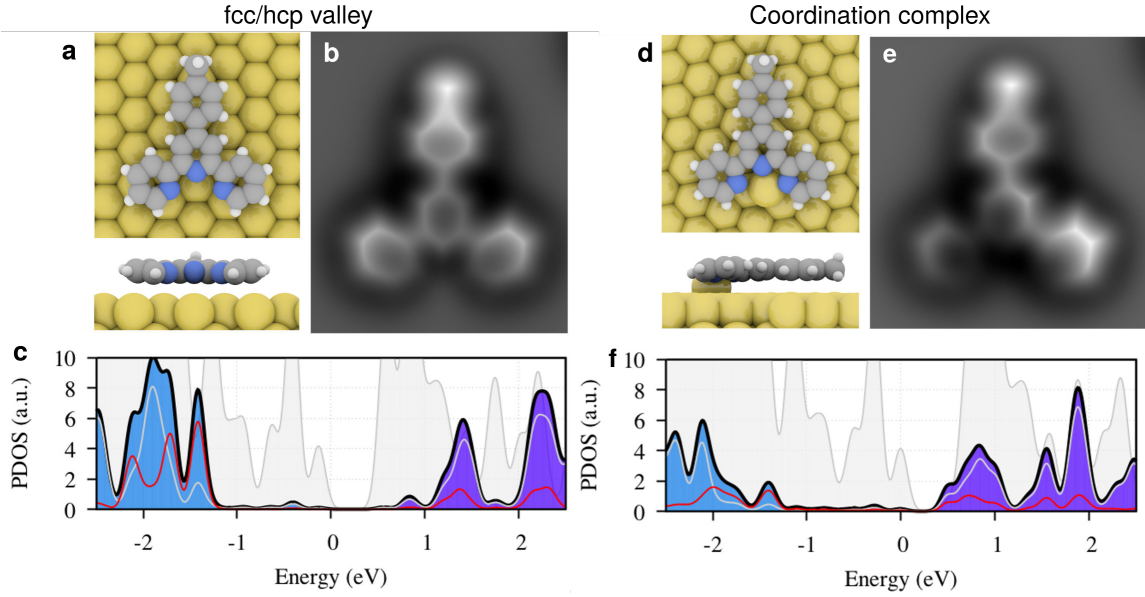 fcc/hcp valley
Coordination complex
a
b
d
e
c
f
10
8
6
4
2
0
PDOS (a.u.)
-2
-1
0
1
2
Energy (eV)
10
8
6
4
2
0
PDOS (a.u.)
-2
-1
0
1
2
Energy (eV)